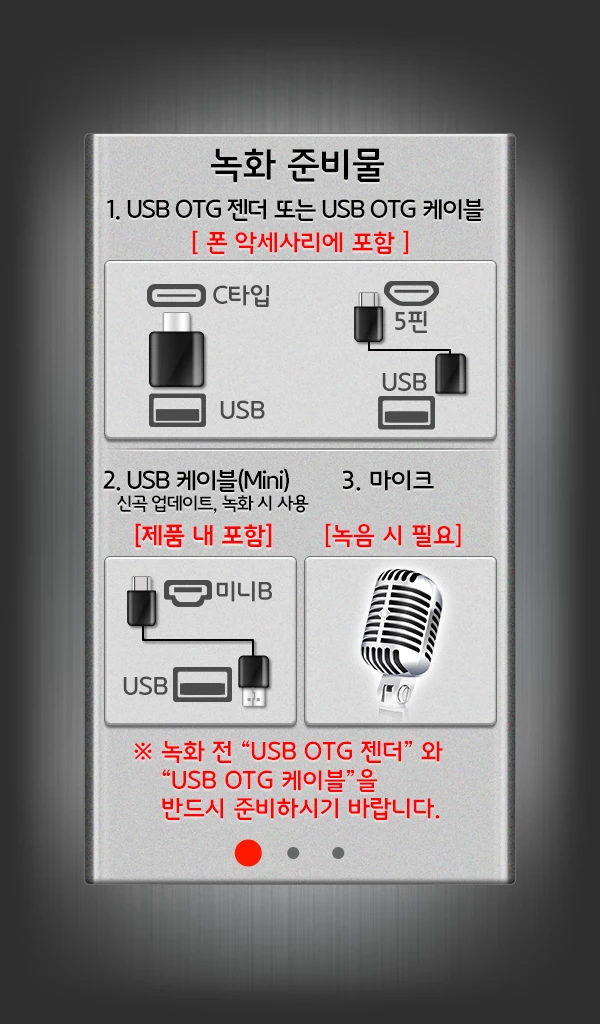 녹화 준비물
1. USB OTG 젠더 또는 USB OTG 케이블
[ 폰 악세사리에 포함 ]
C타입
5핀
USB
USB
2. USB 케이블(Mini)
신곡 업데이트, 녹화 시 사용
[제품 내 포함]
3. 마이크
[녹음 시 필요]
미니B
USB
※ 녹화 전 “USB OTG 젠더” 와
“USB OTG 케이블”을
반드시 준비하시기 바랍니다.